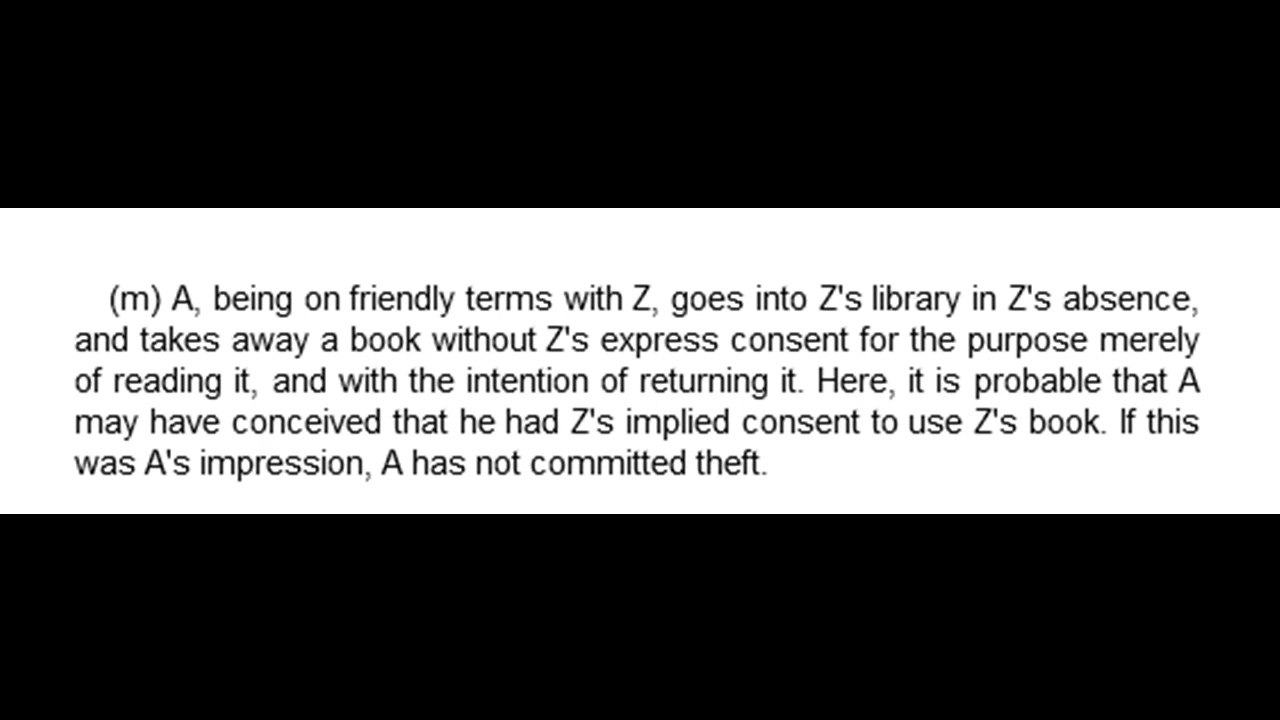 (m) A, being on friendly terms with Z, goes into Z's library in Z's absence,
and takes away a book without Z's express consent for the purpose merely
of reading it, and with the intention of returning it. Here, it is probable that A
may have conceived that he had Z's implied consent to use Z's book. If this
was A's impression, A has not committed theft.